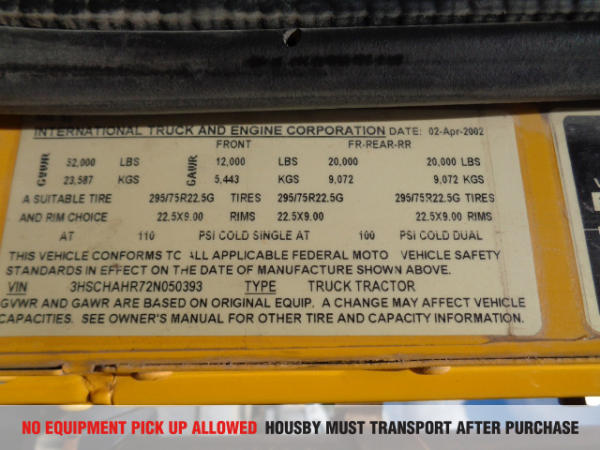 INTERNATIONAL TRUCK AND ENGINE CORPORATION DATE: 02-Apr-2002
FRONT FR-REAR-RR
GVWR 52,000 LBS GAWR 12,000 LBS 20,000 20,000 LBS
23,587 KGS 5,443 KGS 9,072 9,072 KGS
A SUITABLE TIRE 295/75R22.5G TIRES 295/75R22.5G 295/75R22.5G TIRES
AND RIM CHOICE 22.5X9.00 RIMS 22.5X9.00 22.5X9.00 RIMS
AT 110 PSI COLD SINGLE AT 100 PSI COLD DUAL
THIS VEHICLE CONFORMS TO ALL APPLICABLE FEDERAL MOTO VEHICLE SAFETY
STANDARDS IN EFFECT ON THE DATE OF MANUFACTURE SHOWN ABOVE.
VIN 3HSCHAHR72N050393 TYPE TRUCK TRACTOR
GVWR AND GAWR ARE BASED ON ORIGINAL EQUIP. A CHANGE MAY AFFECT VEHICLE
CAPACITIES. SEE OWNER'S MANUAL FOR OTHER TIRE AND CAPACITY INFORMATION.
NO EQUIPMENT PICK UP ALLOWED HOUSBY MUST TRANSPORT AFTER PURCHASE